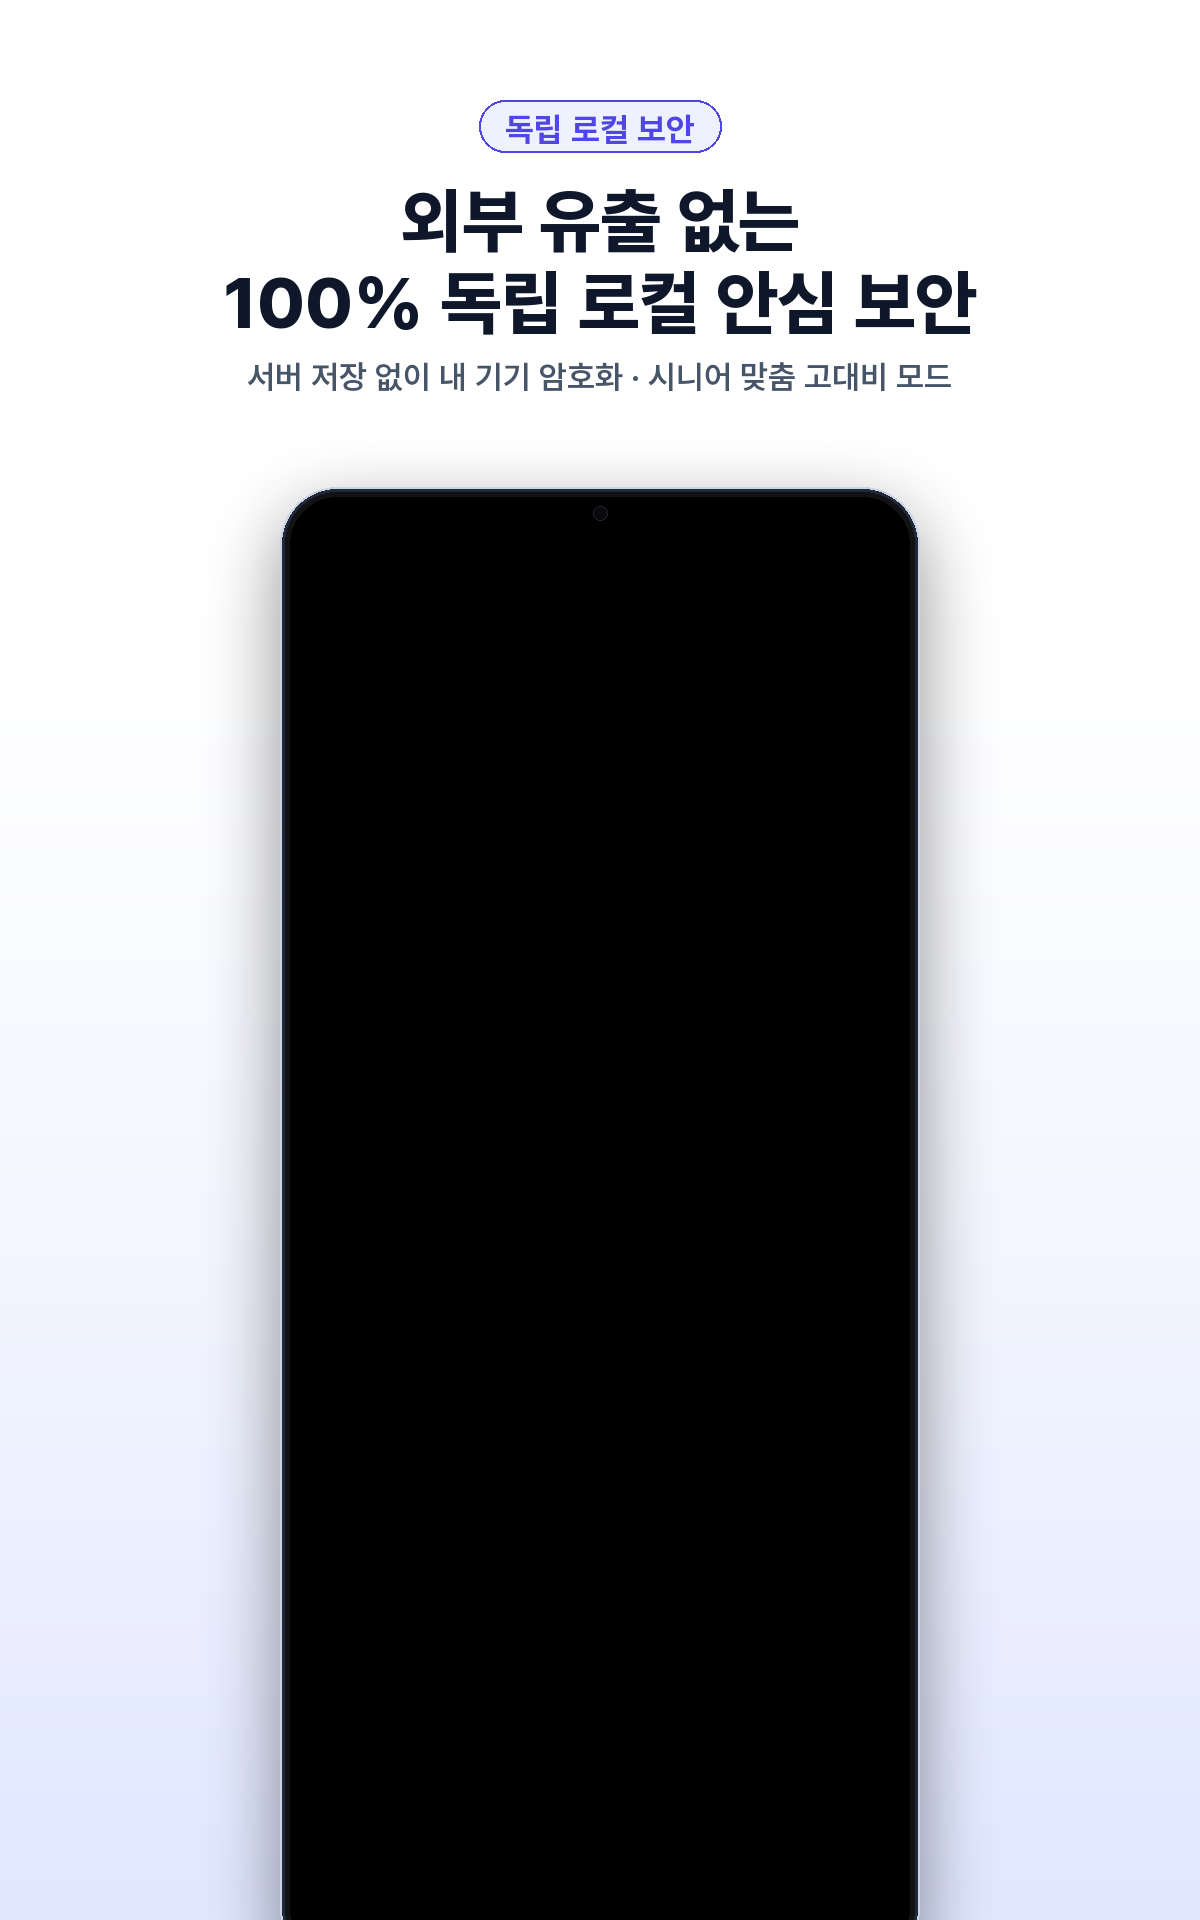 독립 로컬 보안
외부 유출 없는
100% 독립 로컬 안심 보안
서버 저장 없이 내 기기 암호화 · 시니어 맞춤 고대비 모드